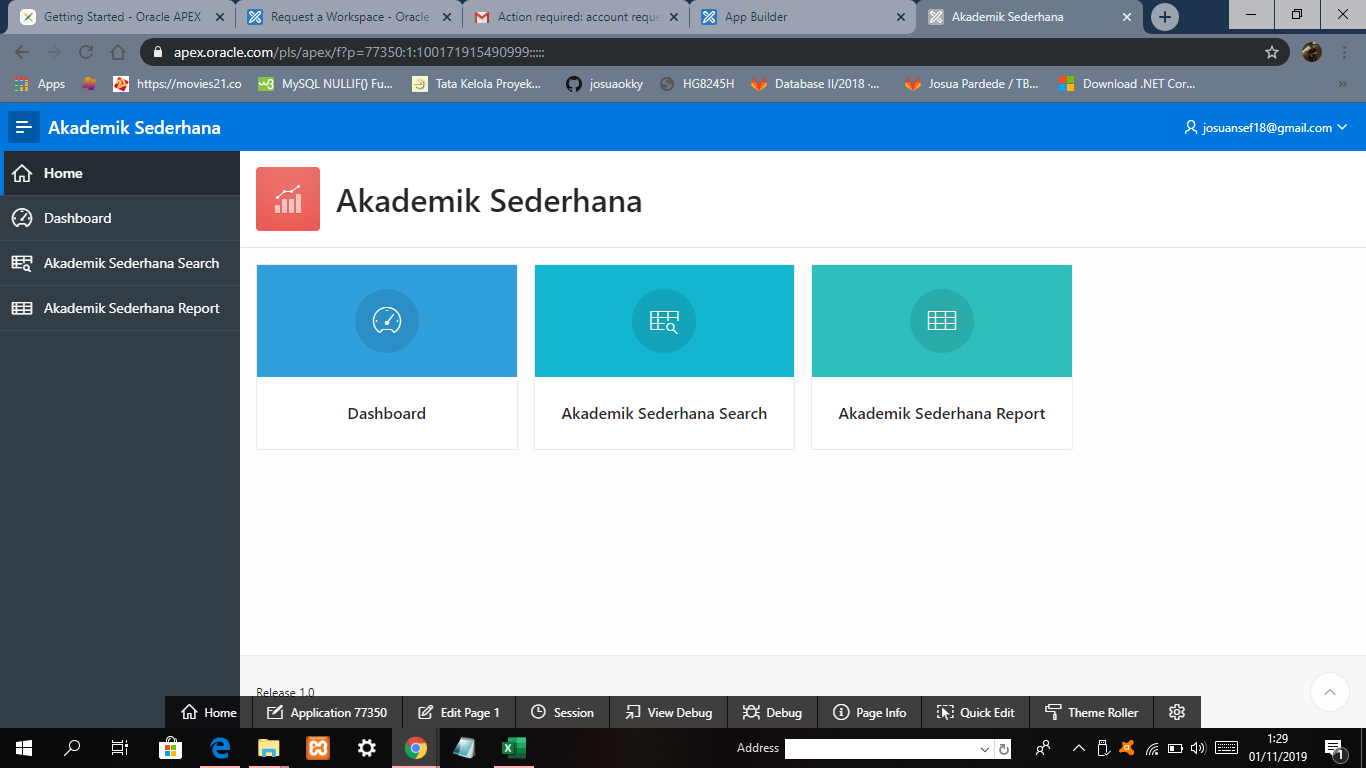 Getting Started - Oracle APEX
Request a Workspace - Oracle
Action required: account reque
App Builder
Akademik Sederhana
apex.oracle.com/pls/apex/f?p=77350:1:100171915490999:::::
Apps
https://movies21.co
MySQL NULLIF() Fu...
Tata Kelola Proyek...
josuaokky
HG8245H
Database II/2018 ·...
Josua Pardede / TB...
Download .NET Cor...
»
Akademik Sederhana
josuansef18@gmail.com
Home
Dashboard
Akademik Sederhana Search
Akademik Sederhana Report
Akademik Sederhana
Dashboard
Akademik Sederhana Search
Akademik Sederhana Report
Release 1.0
Home
Application 77350
Edit Page 1
Session
View Debug
Debug
Page Info
Quick Edit
Theme Roller
Address
1:29
01/11/2019
1